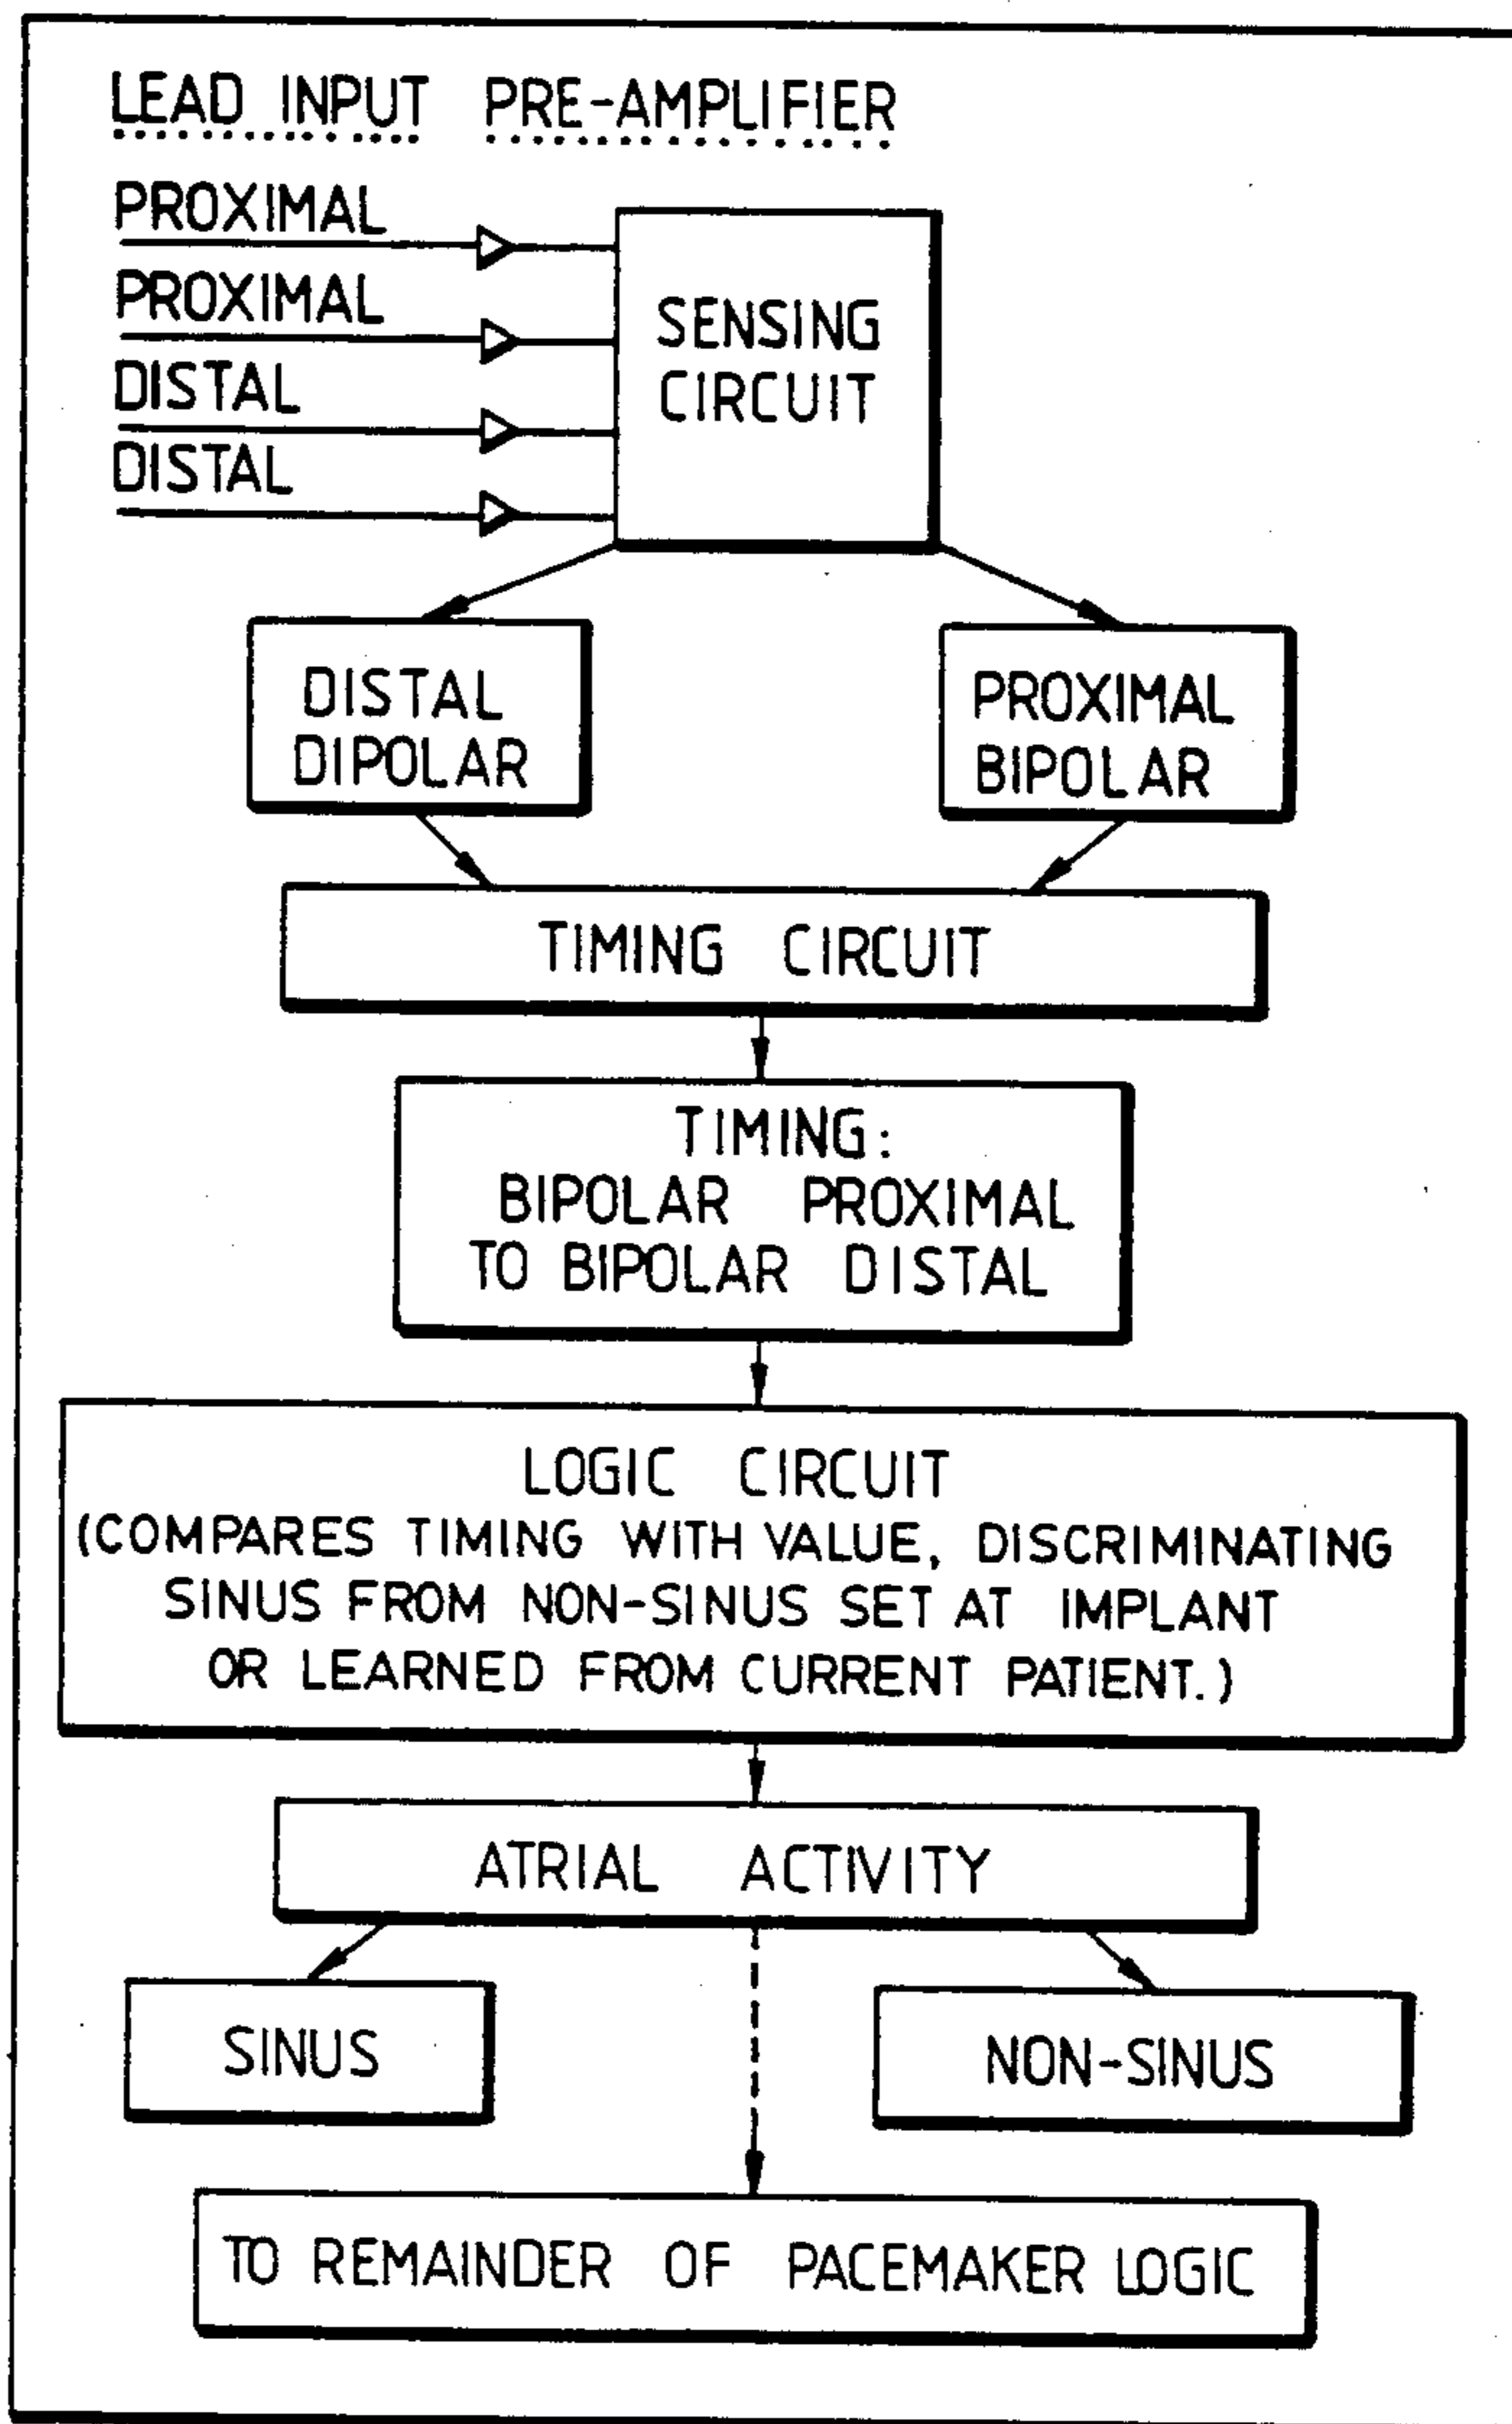 LEAD INPUT PRE-AMPLIFIER
PROXIMAL
PROXIMAL
DISTAL
DISTAL
SENSING
CIRCUIT
DISTAL
DIPOLAR
PROXIMAL
BIPOLAR
TIMING CIRCUIT
TIMING:
BIPOLAR PROXIMAL
TO BIPOLAR DISTAL
LOGIC CIRCUIT
(COMPARES TIMING WITH VALUE, DISCRIMINATING
SINUS FROM NON-SINUS SET AT IMPLANT
OR LEARNED FROM CURRENT PATIENT.)
ATRIAL ACTIVITY
SINUS
NON-SINUS
TO REMAINDER OF PACEMAKER LOGIC